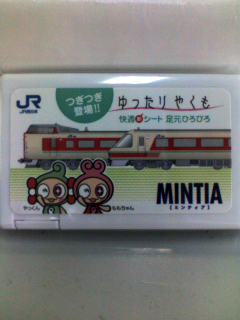 JR
JR西日本
つぎつぎ
登場!!
ゆったりやくも
快適 シート 足元ひろびろ
MINTIA
[ミンティア]
やっくん
ももちゃん